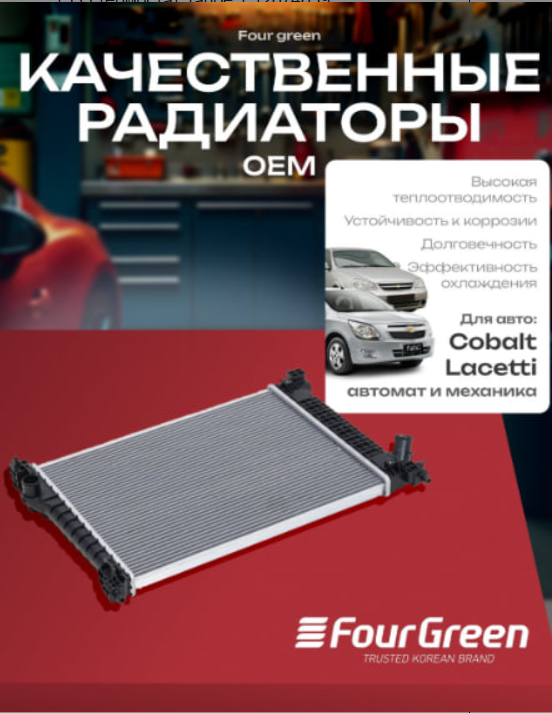 Four green
КАЧЕСТВЕННЫЕ
РАДИАТОРЫ
OEM
Высокая
теплоотводимость
Устойчивость к коррозии
Долговечность
Эффективность
охлаждения
Для авто:
Cobalt
Lacetti
автомат и механика
FourGreen
TRUSTED KOREAN BRAND